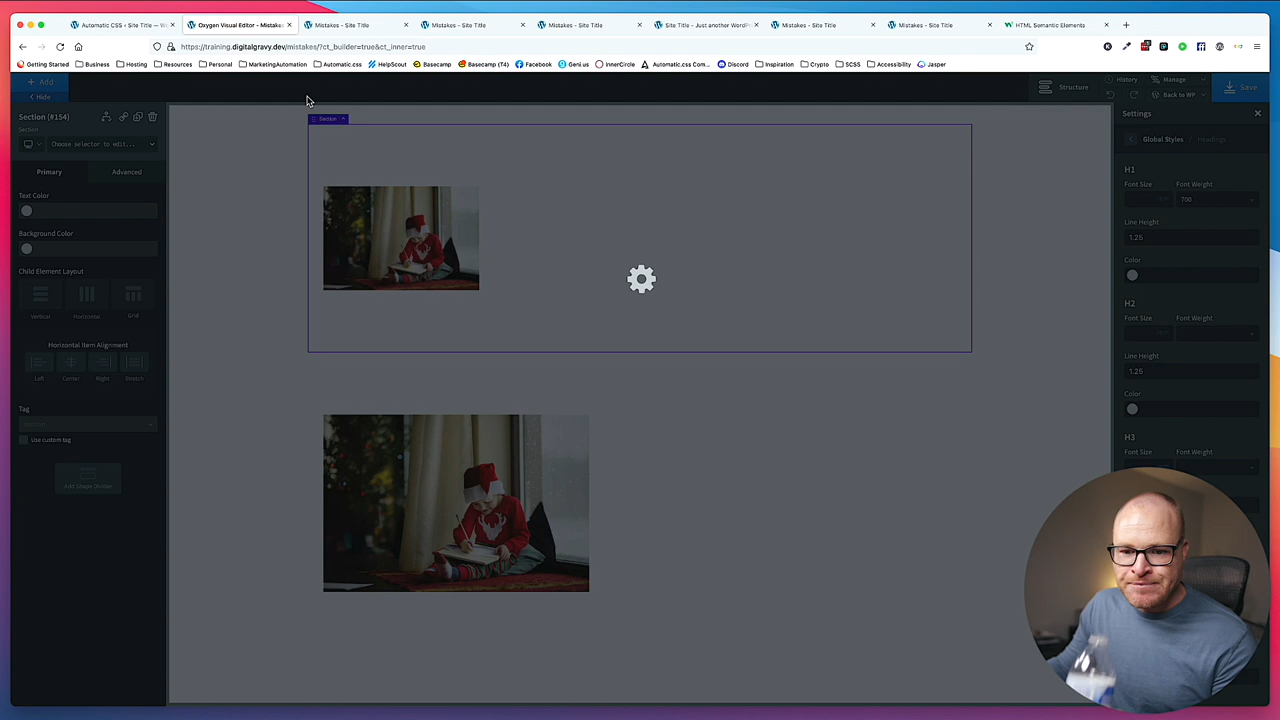 Automatic CSS ‹ Site Title — W
Oxygen Visual Editor - Mistakes
Mistakes – Site Title
Mistakes – Site Title
Mistakes – Site Title
Site Title – Just another WordPr
Mistakes – Site Title
Mistakes – Site Title
HTML Semantic Elements
https://training.digitalgravy.dev/mistakes/?ct_builder=true&ct_inner=true
Getting Started
Business
Hosting
Resources
Personal
MarketingAutomation
Automatic.css
HelpScout
Basecamp
Basecamp (T4)
Facebook
Geni.us
InnerCircle
Automatic.css Com...
Discord
Inspiration
Crypto
SCSS
Accessibility
Jasper
+ Add
< Hide
Structure
History
Manage
Back to WP
Save
Section (#154)
Section
Choose selector to edit...
Primary
Advanced
Text Color
Background Color
Child Element Layout
Vertical
Horizontal
Grid
Horizontal Item Alignment
Left
Center
Right
Stretch
Tag
section
Use custom tag
Add Shape Divider
Section
Settings
Global Styles / Headings
H1
Font Size
Font Weight
700
Line Height
1.25
Color
H2
Font Size
Font Weight
Line Height
1.25
Color
H3
Font Size
Font Weight